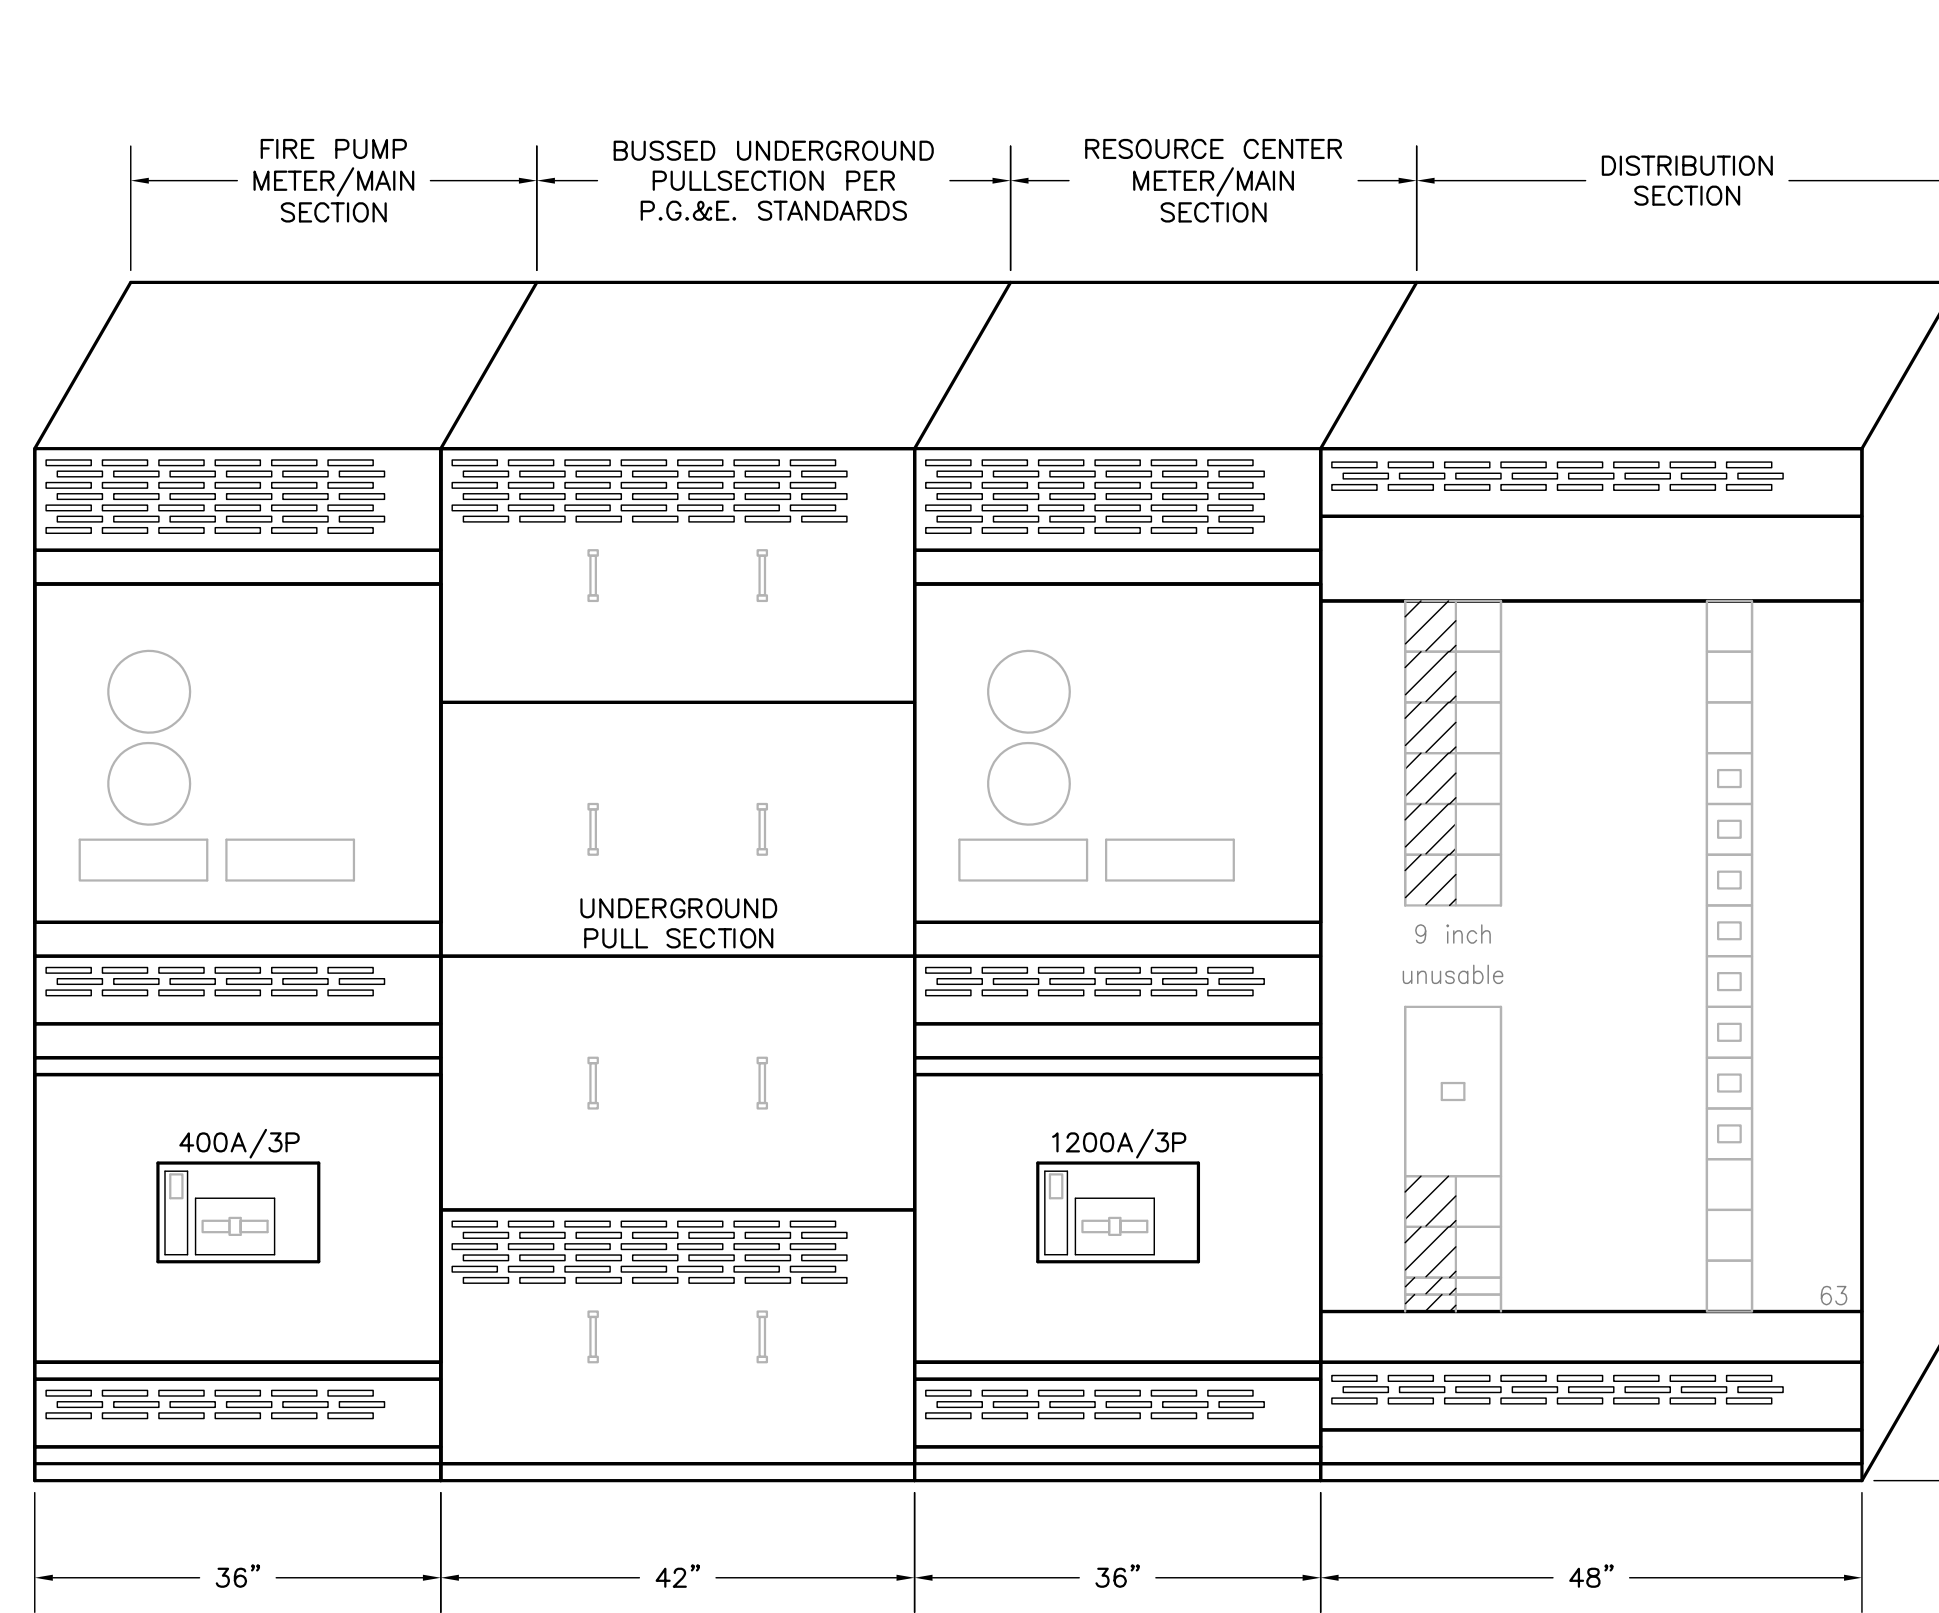 FIRE PUMP
METER/MAIN
SECTION
BUSSED UNDERGROUND
PULLSECTION PER
P.G.&E. STANDARDS
RESOURCE CENTER
METER/MAIN
SECTION
DISTRIBUTION
SECTION
UNDERGROUND
PULL SECTION
9 inch
unusable
400A/3P
1200A/3P
63
36”
42”
36”
48”